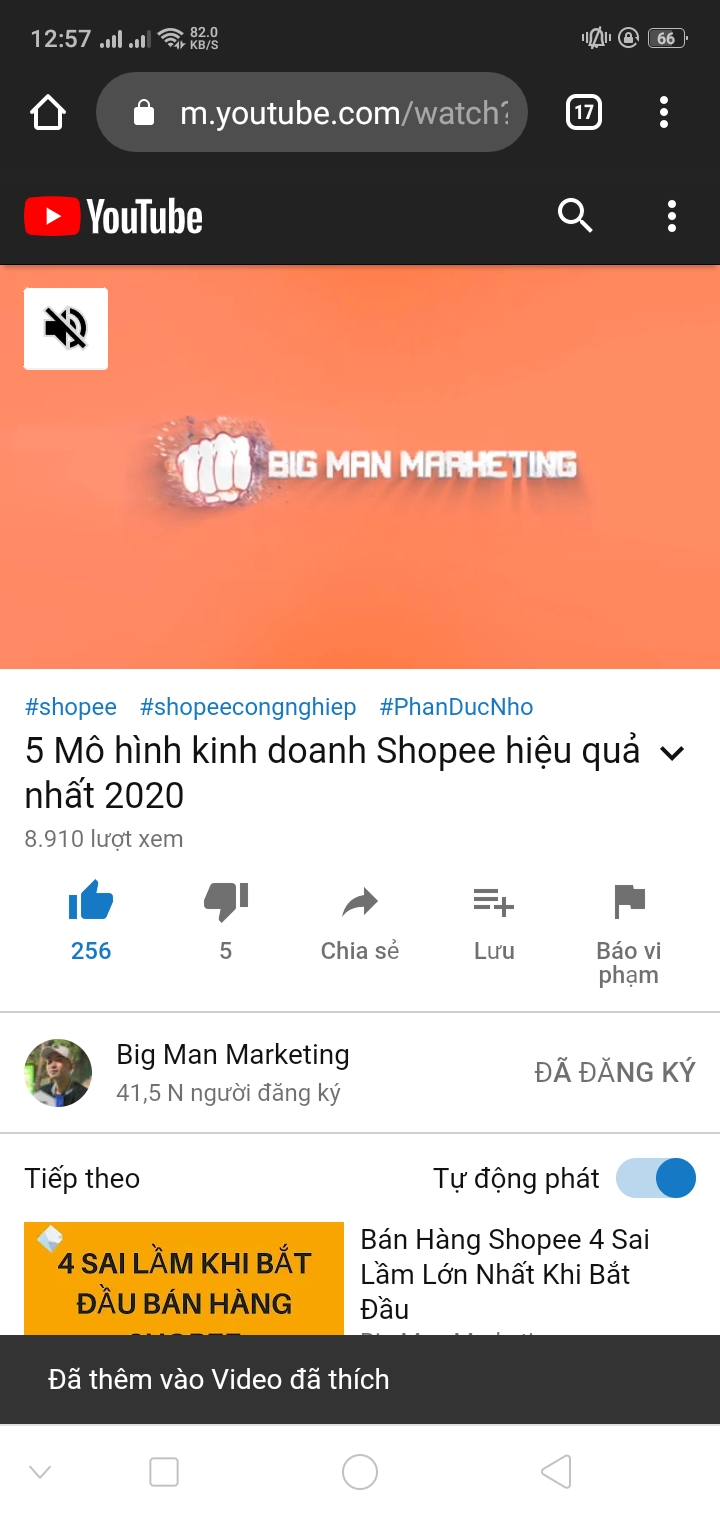 12:57
82.0
KB/S
66
m.youtube.com/watch?
17
YouTube
BIG MAN MARKETING
#shopee #shopeecongnghiep #PhanDucNho
5 Mô hình kinh doanh Shopee hiệu quả
nhất 2020
8.910 lượt xem
256
5
Chia sẻ
Lưu
Báo vi
phạm
Big Man Marketing
41,5 N người đăng ký
ĐÃ ĐĂNG KÝ
Tiếp theo
Tự động phát
4 SAI LẦM KHI BẮT
ĐẦU BÁN HÀNG
Bán Hàng Shopee 4 Sai
Lầm Lớn Nhất Khi Bắt
Đầu
Đã thêm vào Video đã thích